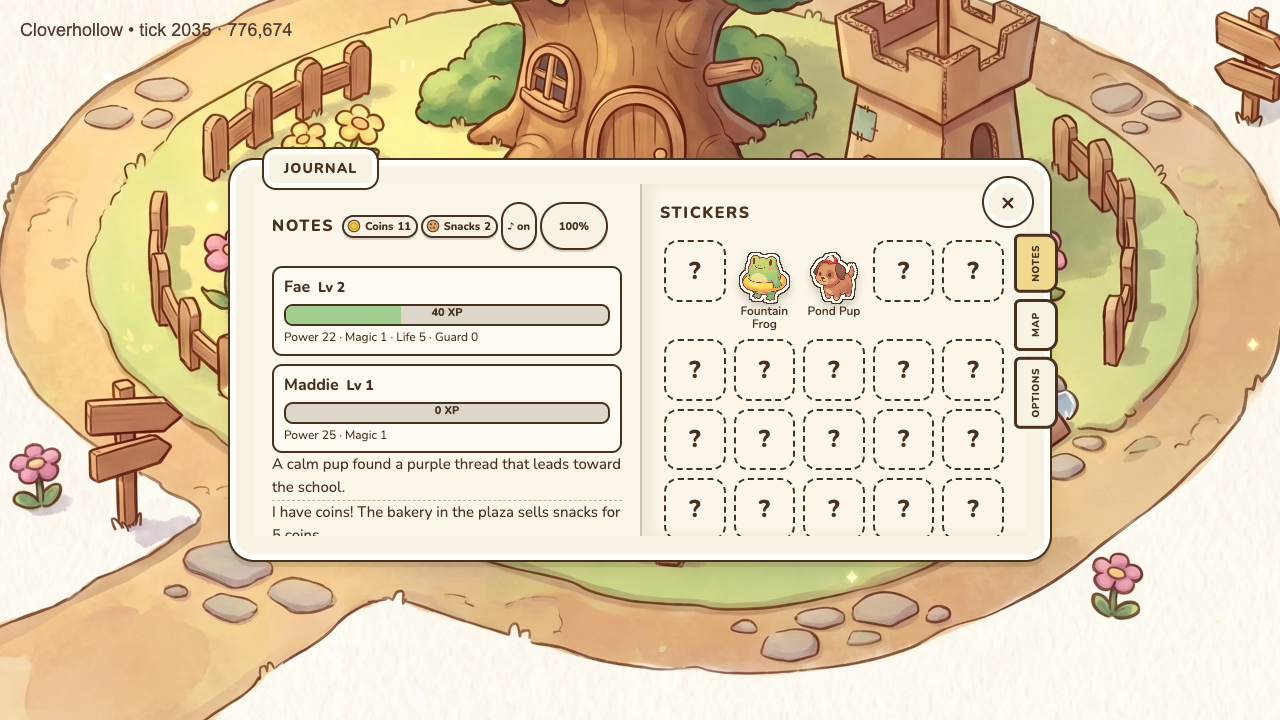 Cloverhollow • tick 2035 · 776,674
JOURNAL
NOTES
Coins 11
Snacks 2
♪ on
100%
Fae Lv 2
40 XP
Power 22 · Magic 1 · Life 5 · Guard 0
Maddie Lv 1
0 XP
Power 25 · Magic 1
A calm pup found a purple thread that leads toward
the school.
I have coins! The bakery in the plaza sells snacks for
5 coins
STICKERS
×
? ? ?
Fountain
Frog
Pond Pup
? ? ? ? ?
? ? ? ? ?
? ? ? ? ?
NOTES
MAP
OPTIONS